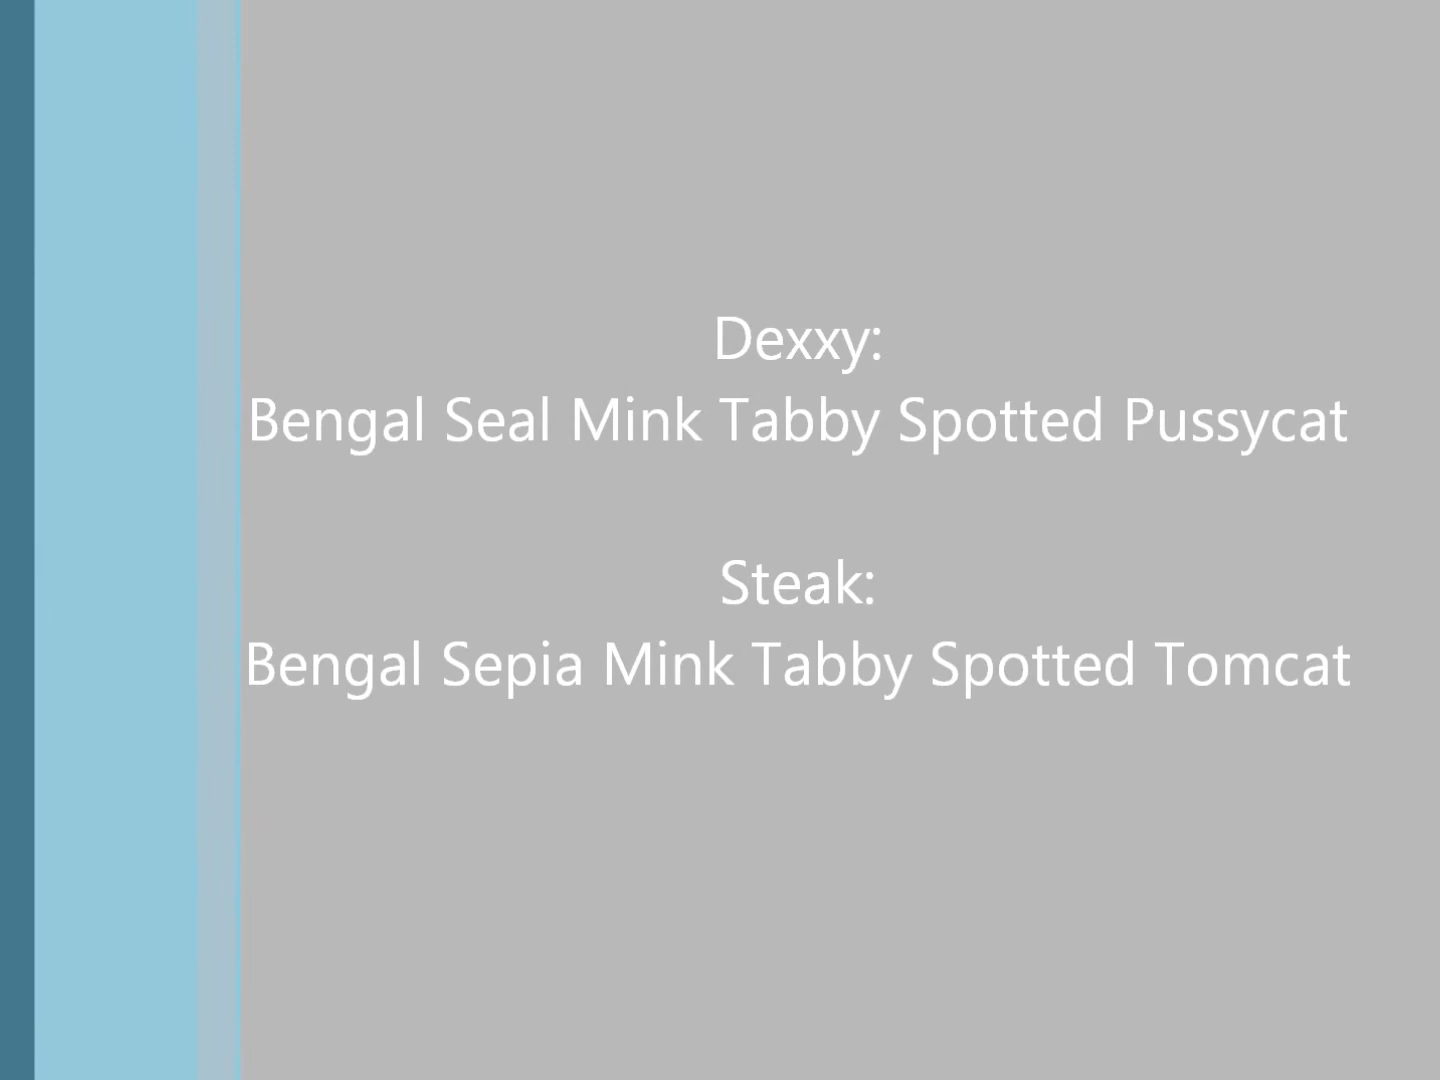 Dexxy:
Bengal Seal Mink Tabby Spotted Pussycat
Steak:
Bengal Sepia Mink Tabby Spotted Tomcat